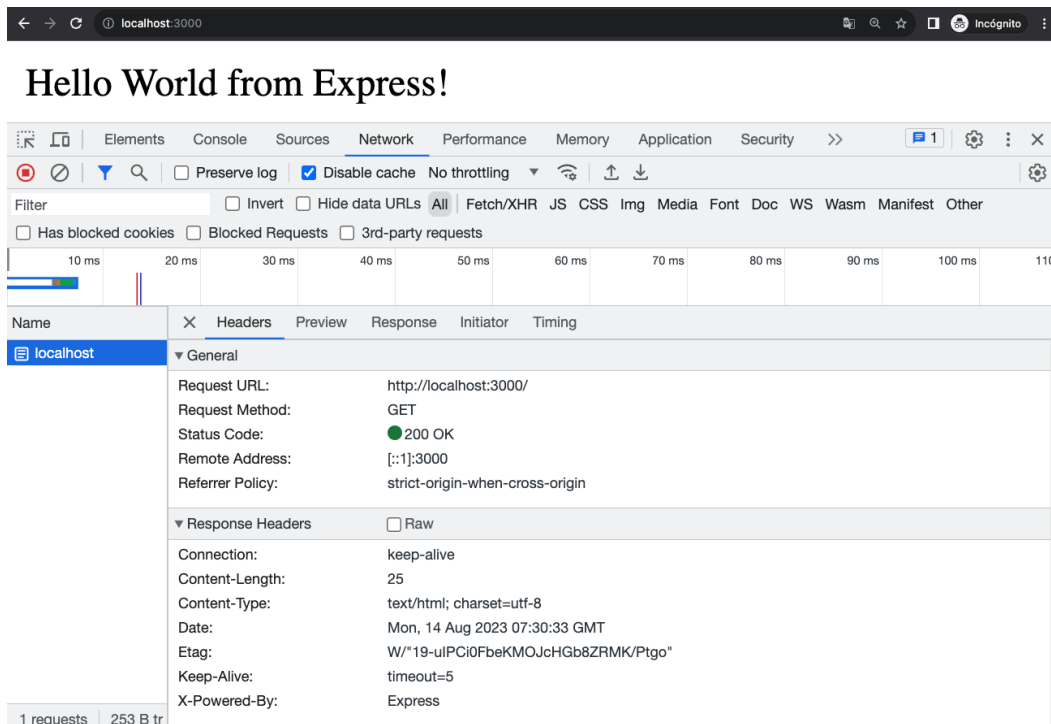 localhost:3000 Incógnito
Hello World from Express!
Elements Console Sources Network Performance Memory Application Security 1
Preserve log Disable cache No throttling
Filter Invert Hide data URLs All Fetch/XHR JS CSS Img Media Font Doc WS Wasm Manifest Other
Has blocked cookies Blocked Requests 3rd-party requests
10 ms 20 ms 30 ms 40 ms 50 ms 60 ms 70 ms 80 ms 90 ms 100 ms 110
Name Headers Preview Response Initiator Timing
localhost General
Request URL: http://localhost:3000/
Request Method: GET
Status Code: 200 OK
Remote Address: [::1]:3000
Referrer Policy: strict-origin-when-cross-origin
Response Headers Raw
Connection: keep-alive
Content-Length: 25
Content-Type: text/html; charset=utf-8
Date: Mon, 14 Aug 2023 07:30:33 GMT
Etag: W/"19-uIPCi0FbeKMOJcHGb8ZRMK/Ptgo"
Keep-Alive: timeout=5
X-Powered-By: Express
1 requests 253 B tr